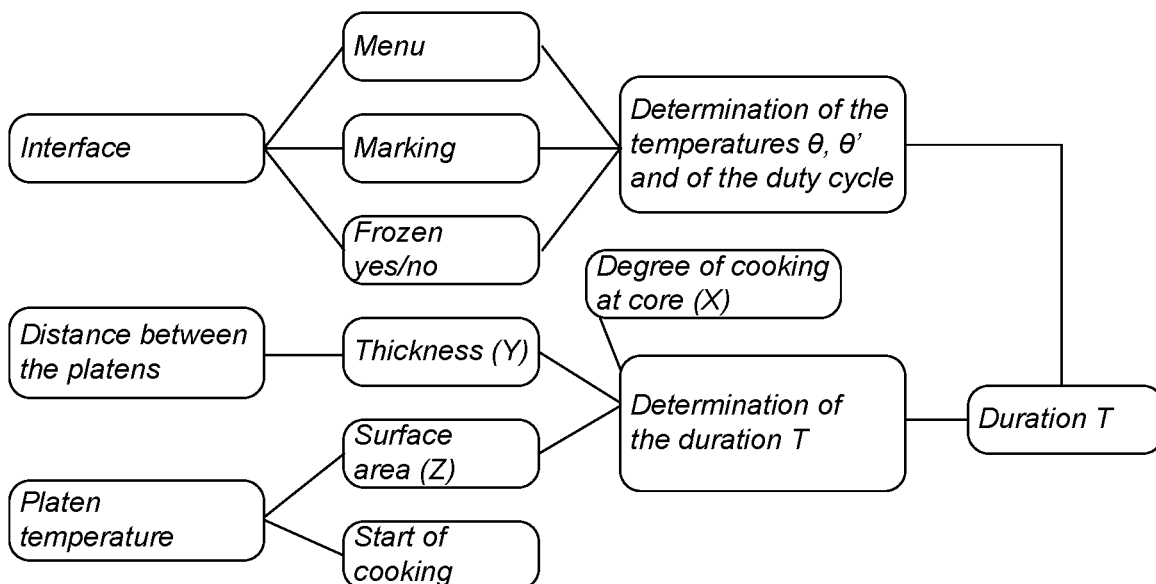 Menu
Interface
Marking
Determination of the
temperatures θ, θ’
and of the duty cycle
Frozen
yes/no
Degree of cooking
at core (X)
Distance between
the platens
Thickness (Y)
Determination of
the duration T
Duration T
Surface
area (Z)
Platen
temperature
Start of
cooking